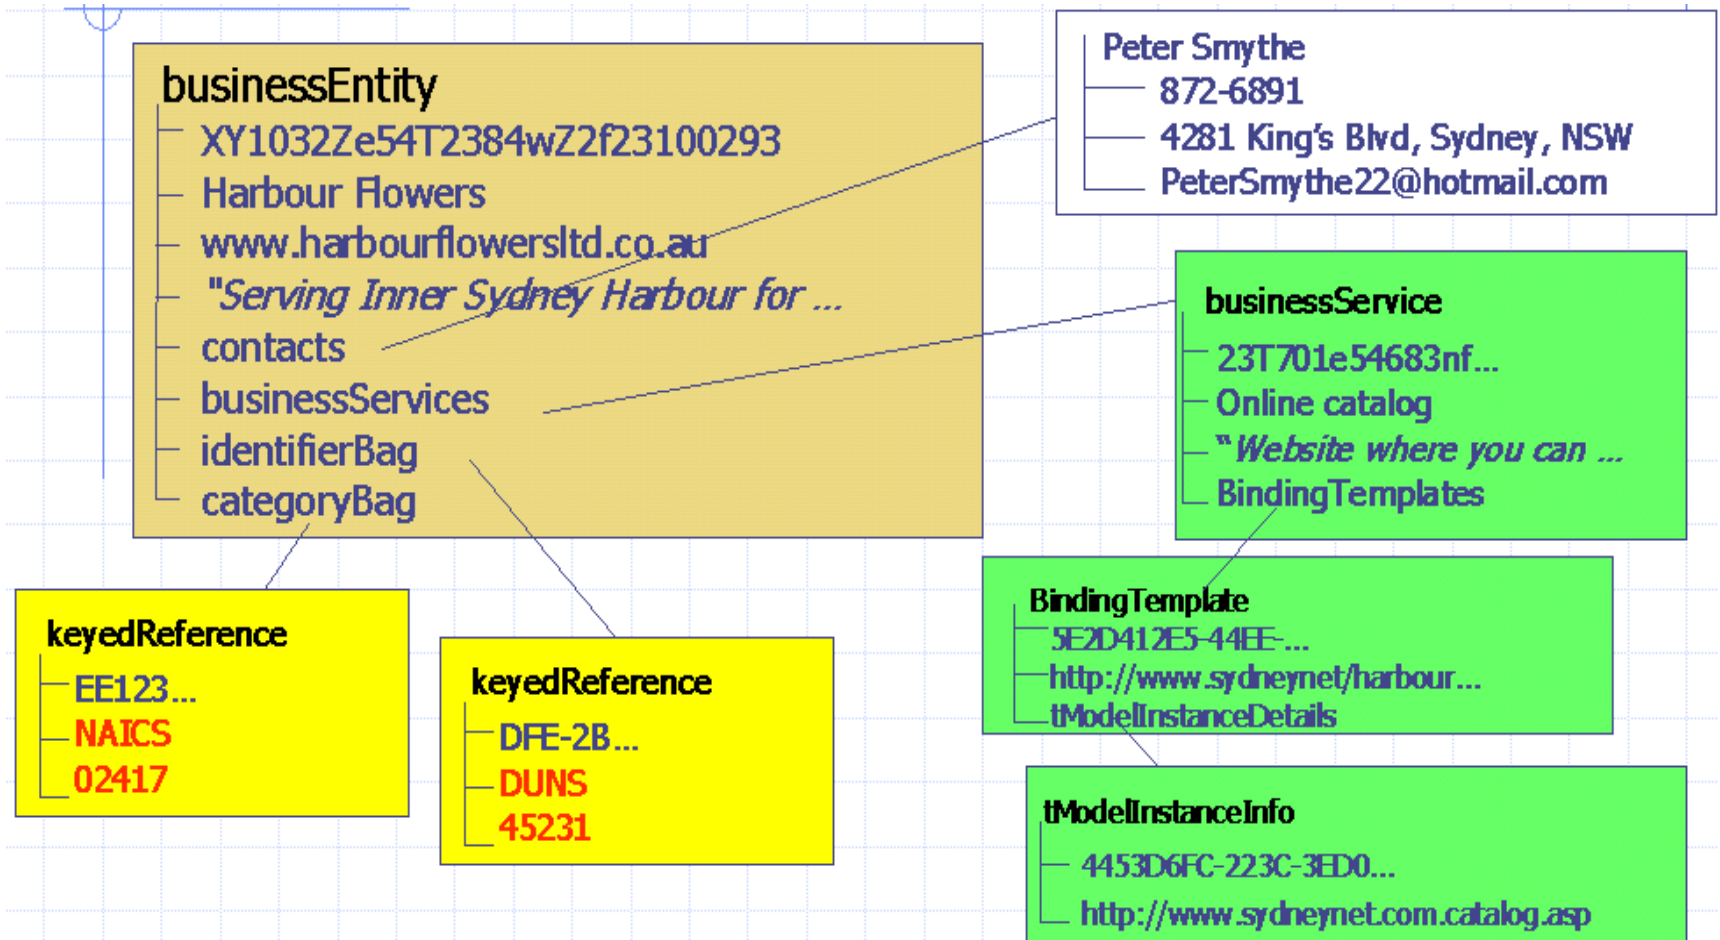 businessEntity
XY1032Ze54T2384wZ2f23100293
Harbour Flowers
www.harbourflowersltd.co.au
"Serving Inner Sydney Harbour for ...
contacts
businessServices
identifierBag
categoryBag
Peter Smythe
872-6891
4281 King's Blvd, Sydney, NSW
PeterSmythe22@hotmail.com
businessService
23T701e54683nf...
Online catalog
“Website where you can ...
BindingTemplates
BindingTemplate
5E2D412E5-44EE-...
http://www.sydneynet/harbour...
tModelInstanceDetails
tModelInstanceInfo
4453D6FC-223C-3ED0...
http://www.sydneynet.com.catalog.asp
keyedReference
EE123...
NAICS
02417
keyedReference
DFE-2B...
DUNS
45231